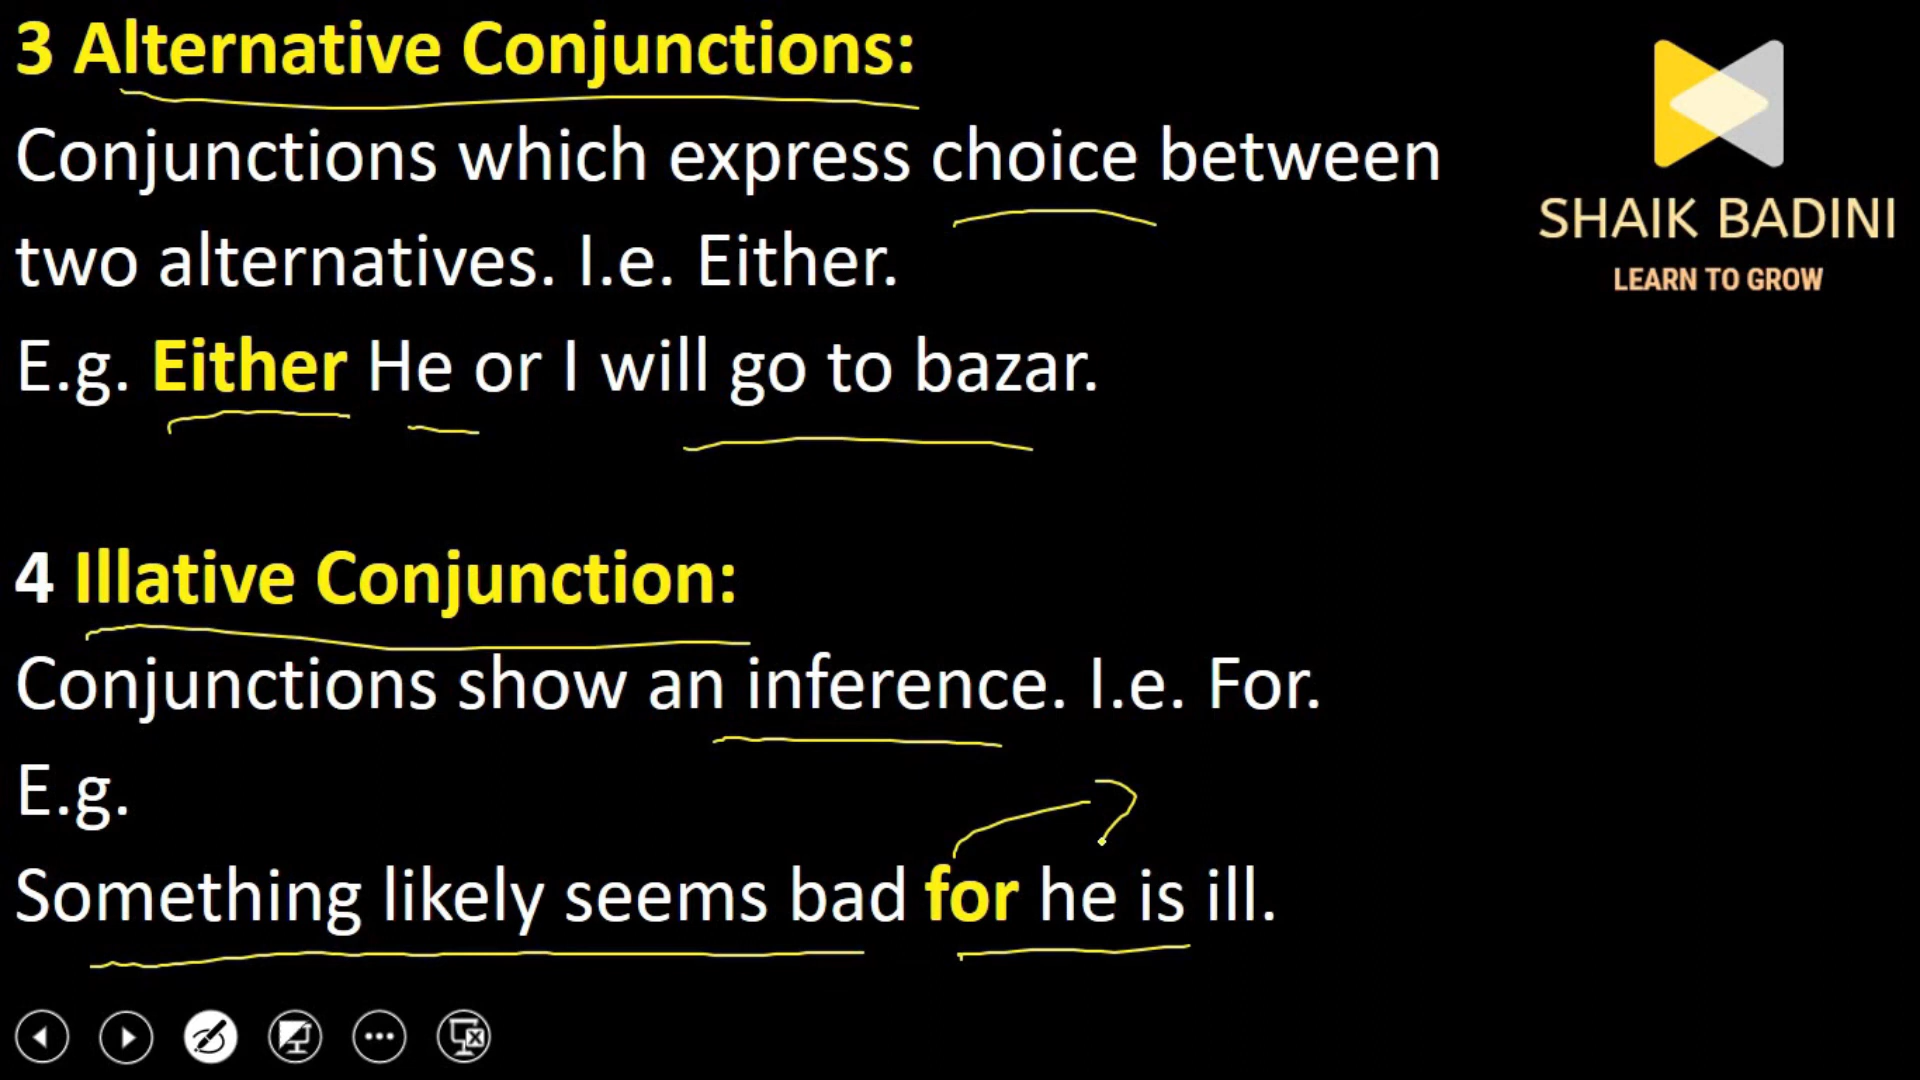 3 Alternative Conjunctions:
Conjunctions which express choice between
two alternatives. I.e. Either.
E.g. Either He or I will go to bazar.
4 Illative Conjunction:
Conjunctions show an inference. I.e. For.
E.g.
Something likely seems bad for he is ill.
SHAIK BADINI
LEARN TO GROW